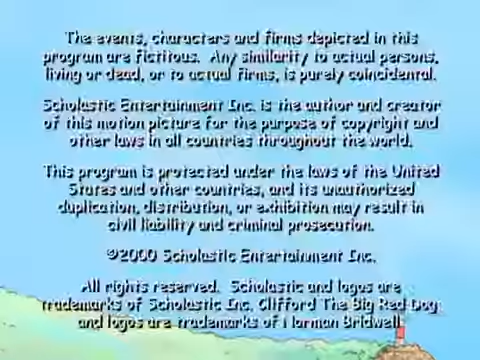 The events, characters and firms depicted in this
program are fictitous. Any similarity to actual persons,
living or dead, or to actual firms, is purely coincidental.
Scholastic Entertainment Inc. is the author and creator
of this motion picture for the purpose of copyright and
other laws in all countries throughout the world.
This program is protected under the laws of the United
States and other countries, and its unauthorized
duplication, distribution, or exhibition may result in
civil liability and criminal prosecution.
©2000 Scholastic Entertainment Inc.
All rights reserved. Scholastic and logos are
trademarks of Scholastic Inc. Clifford The Big Red Dog
and logos are trademarks of Norman Bridwell.